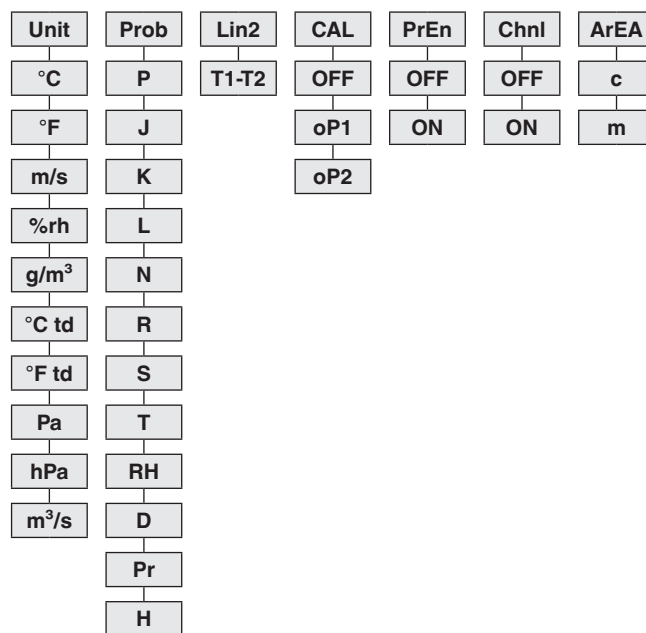 Unit Prob Lin2 CAL PrEn Chnl ArEA
°C P T1-T2 OFF OFF OFF c
°F J oP1 ON ON m
m/s K oP2
%rh L
g/m³ N
°C td R
°F td S
Pa T
hPa RH
m³/s D
Pr
H